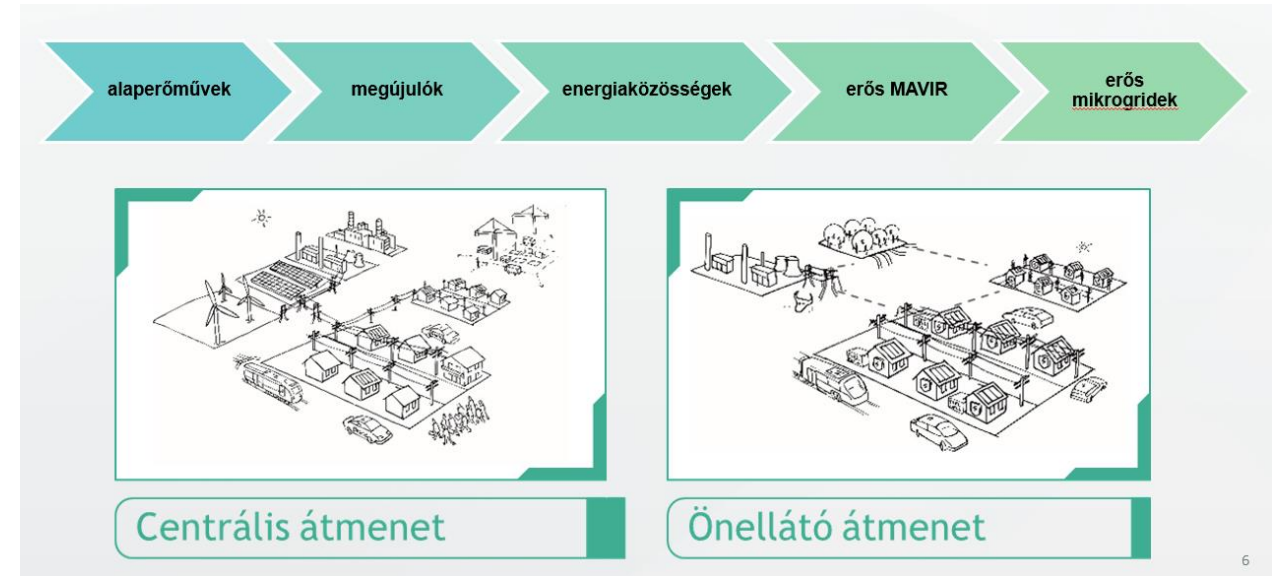 alaperőművek
megújulók
energiaközösségek
erős MAVIR
erős
mikrogridek
Centrális átmenet
Önellátó átmenet
6